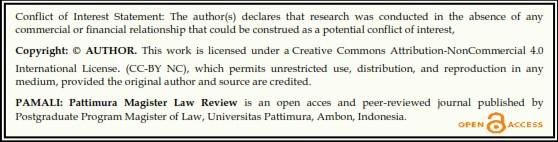 Conflict of Interest Statement: The author(s) declares that research was conducted in the absence of any
commercial or financial relationship that could be construed as a potential conflict of interest,
Copyright: © AUTHOR. This work is licensed under a Creative Commons Attribution-NonCommercial 4.0
International License. (CC-BY NC), which permits unrestricted use, distribution, and reproduction in any
medium, provided the original author and source are credited.
PAMALI: Pattimura Magister Law Review is an open acces and peer-reviewed journal published by
Postgraduate Program Magister of Law, Universitas Pattimura, Ambon, Indonesia.
OPEN ACCESS